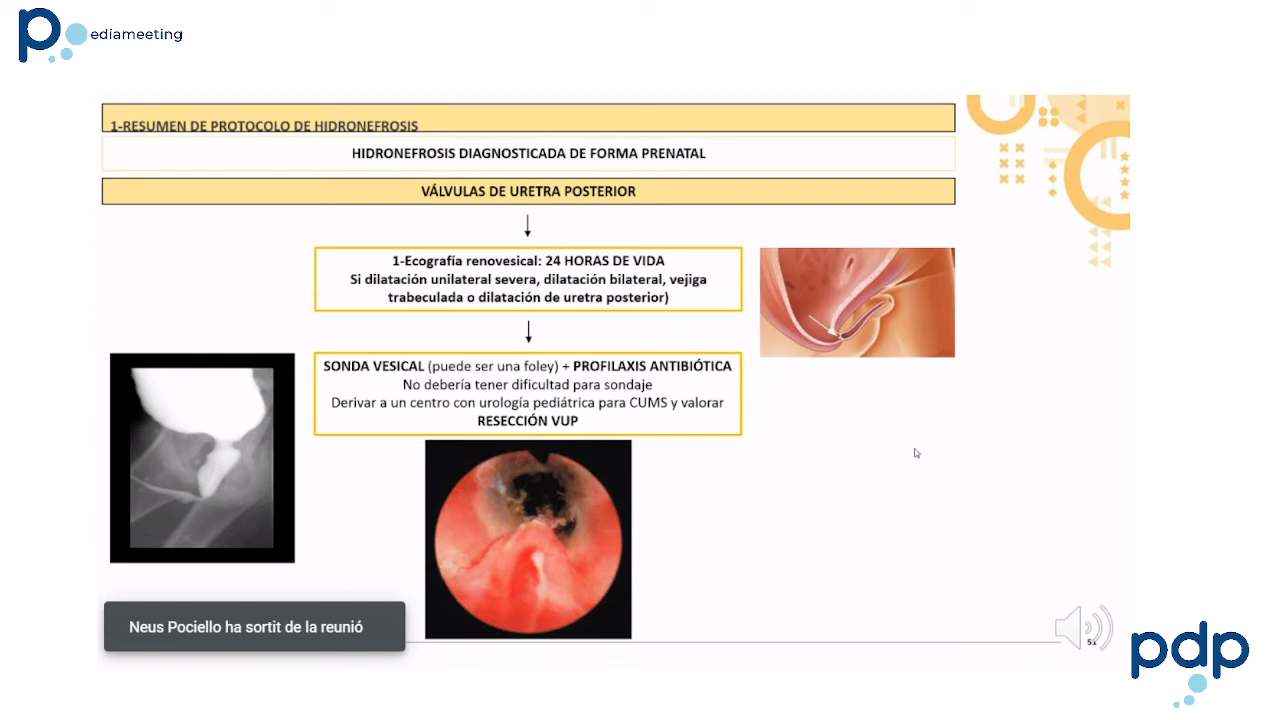 ediameeting
1-RESUMEN DE PROTOCOLO DE HIDRONEFROSIS
HIDRONEFROSIS DIAGNOSTICADA DE FORMA PRENATAL
VÁLVULAS DE URETRA POSTERIOR
1-Ecografía renovesical: 24 HORAS DE VIDA
Si dilatación unilateral severa, dilatación bilateral, vejiga
trabeculada o dilatación de uretra posterior)
SONDA VESICAL (puede ser una foley) + PROFILAXIS ANTIBIÓTICA
No debería tener dificultad para sondaje
Derivar a un centro con urología pediátrica para CUMS y valorar
RESECCIÓN VUP
Neus Pociello ha sortit de la reunió
pdp